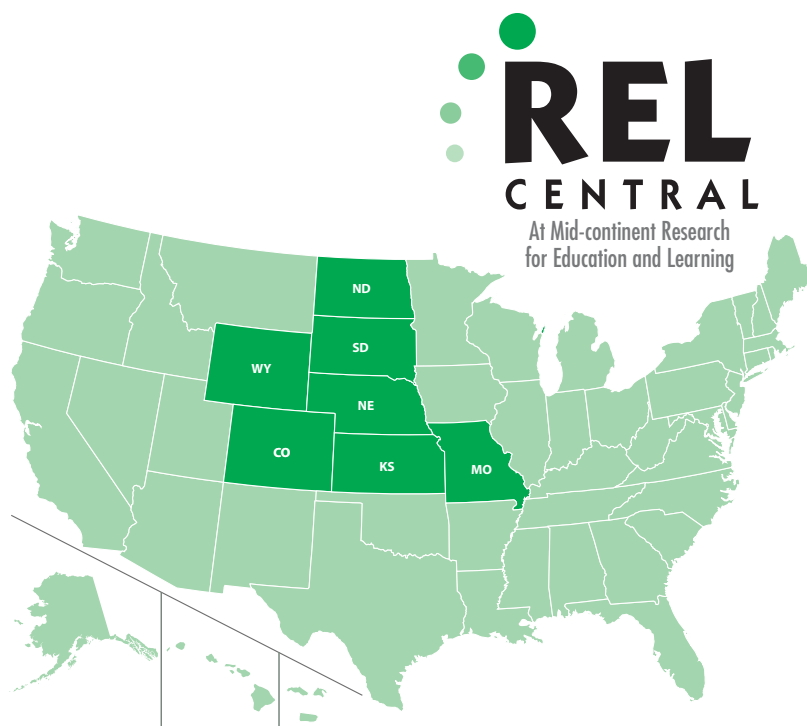 REL
CENTRAL
At Mid-continent Research
for Education and Learning
ND
SD
WY
NE
CO
KS
MO